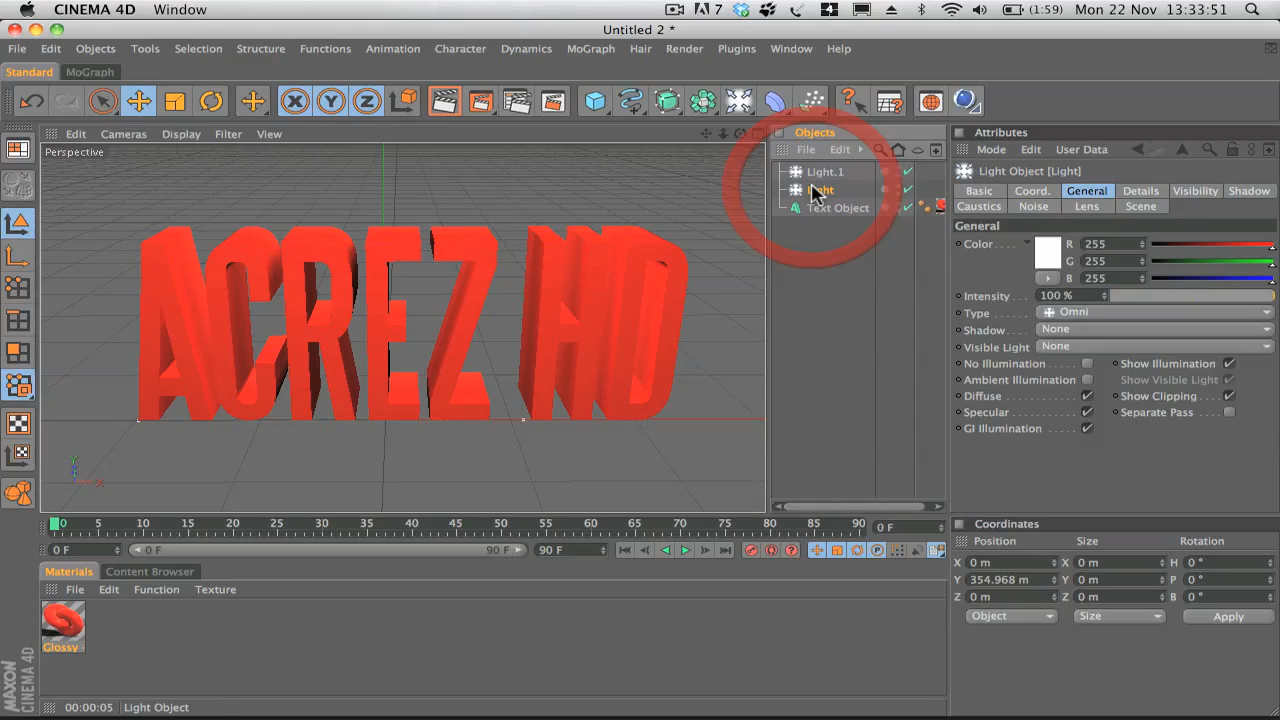 CINEMA 4D Window 7 4 (1:59) Mon 22 Nov 13:33:51
Untitled 2 *
File Edit Objects Tools Selection Structure Functions Animation Character Dynamics MoGraph Hair Render Plugins Window Help
Standard MoGraph
X Y Z
Edit Cameras Display Filter View
Perspective
ACREZ HD
Y
Z
X
Objects
File Edit
Light.1
Light
Text Object
Attributes
Mode Edit User Data
Light Object [Light]
Basic Coord. General Details Visibility Shadow
Caustics Noise Lens Scene
General
Color R 255
G 255
B 255
Intensity 100 %
Type Omni
Shadow None
Visible Light None
No Illumination Show Illumination
Ambient Illumination Show Visible Light
Diffuse Show Clipping
Specular Separate Pass
GI Illumination
0 5 10 15 20 25 30 35 40 45 50 55 60 65 70 75 80 85 90 0 F
0 F 0 F 90 F 90 F
Materials Content Browser
File Edit Function Texture
Glossy
Coordinates
Position Size Rotation
X 0 m X 0 m H 0 °
Y 354.968 m Y 0 m P 0 °
Z 0 m Z 0 m B 0 °
Object Size Apply
MAXON
CINEMA 4D
00:00:05 Light Object